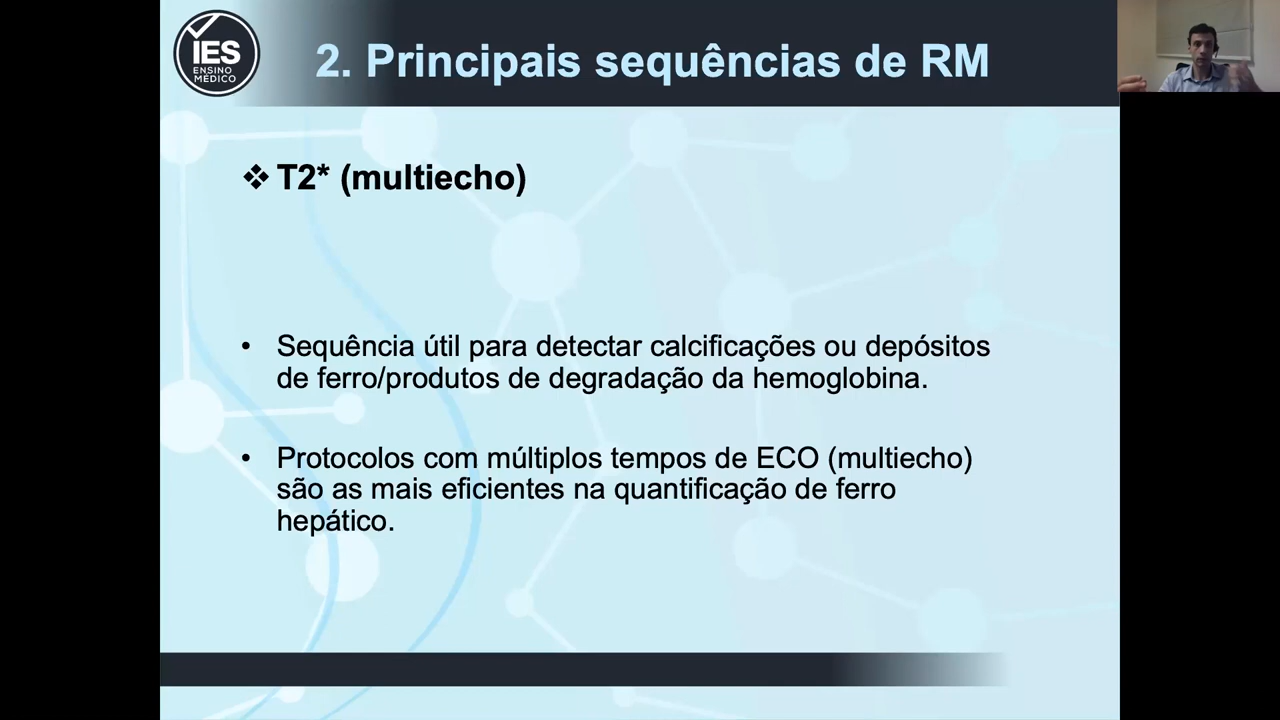 IES
ENSINO
MÉDICO
2. Principais sequências de RM
❖ T2* (multiecho)
• Sequência útil para detectar calcificações ou depósitos
de ferro/produtos de degradação da hemoglobina.
• Protocolos com múltiplos tempos de ECO (multiecho)
são as mais eficientes na quantificação de ferro
hepático.